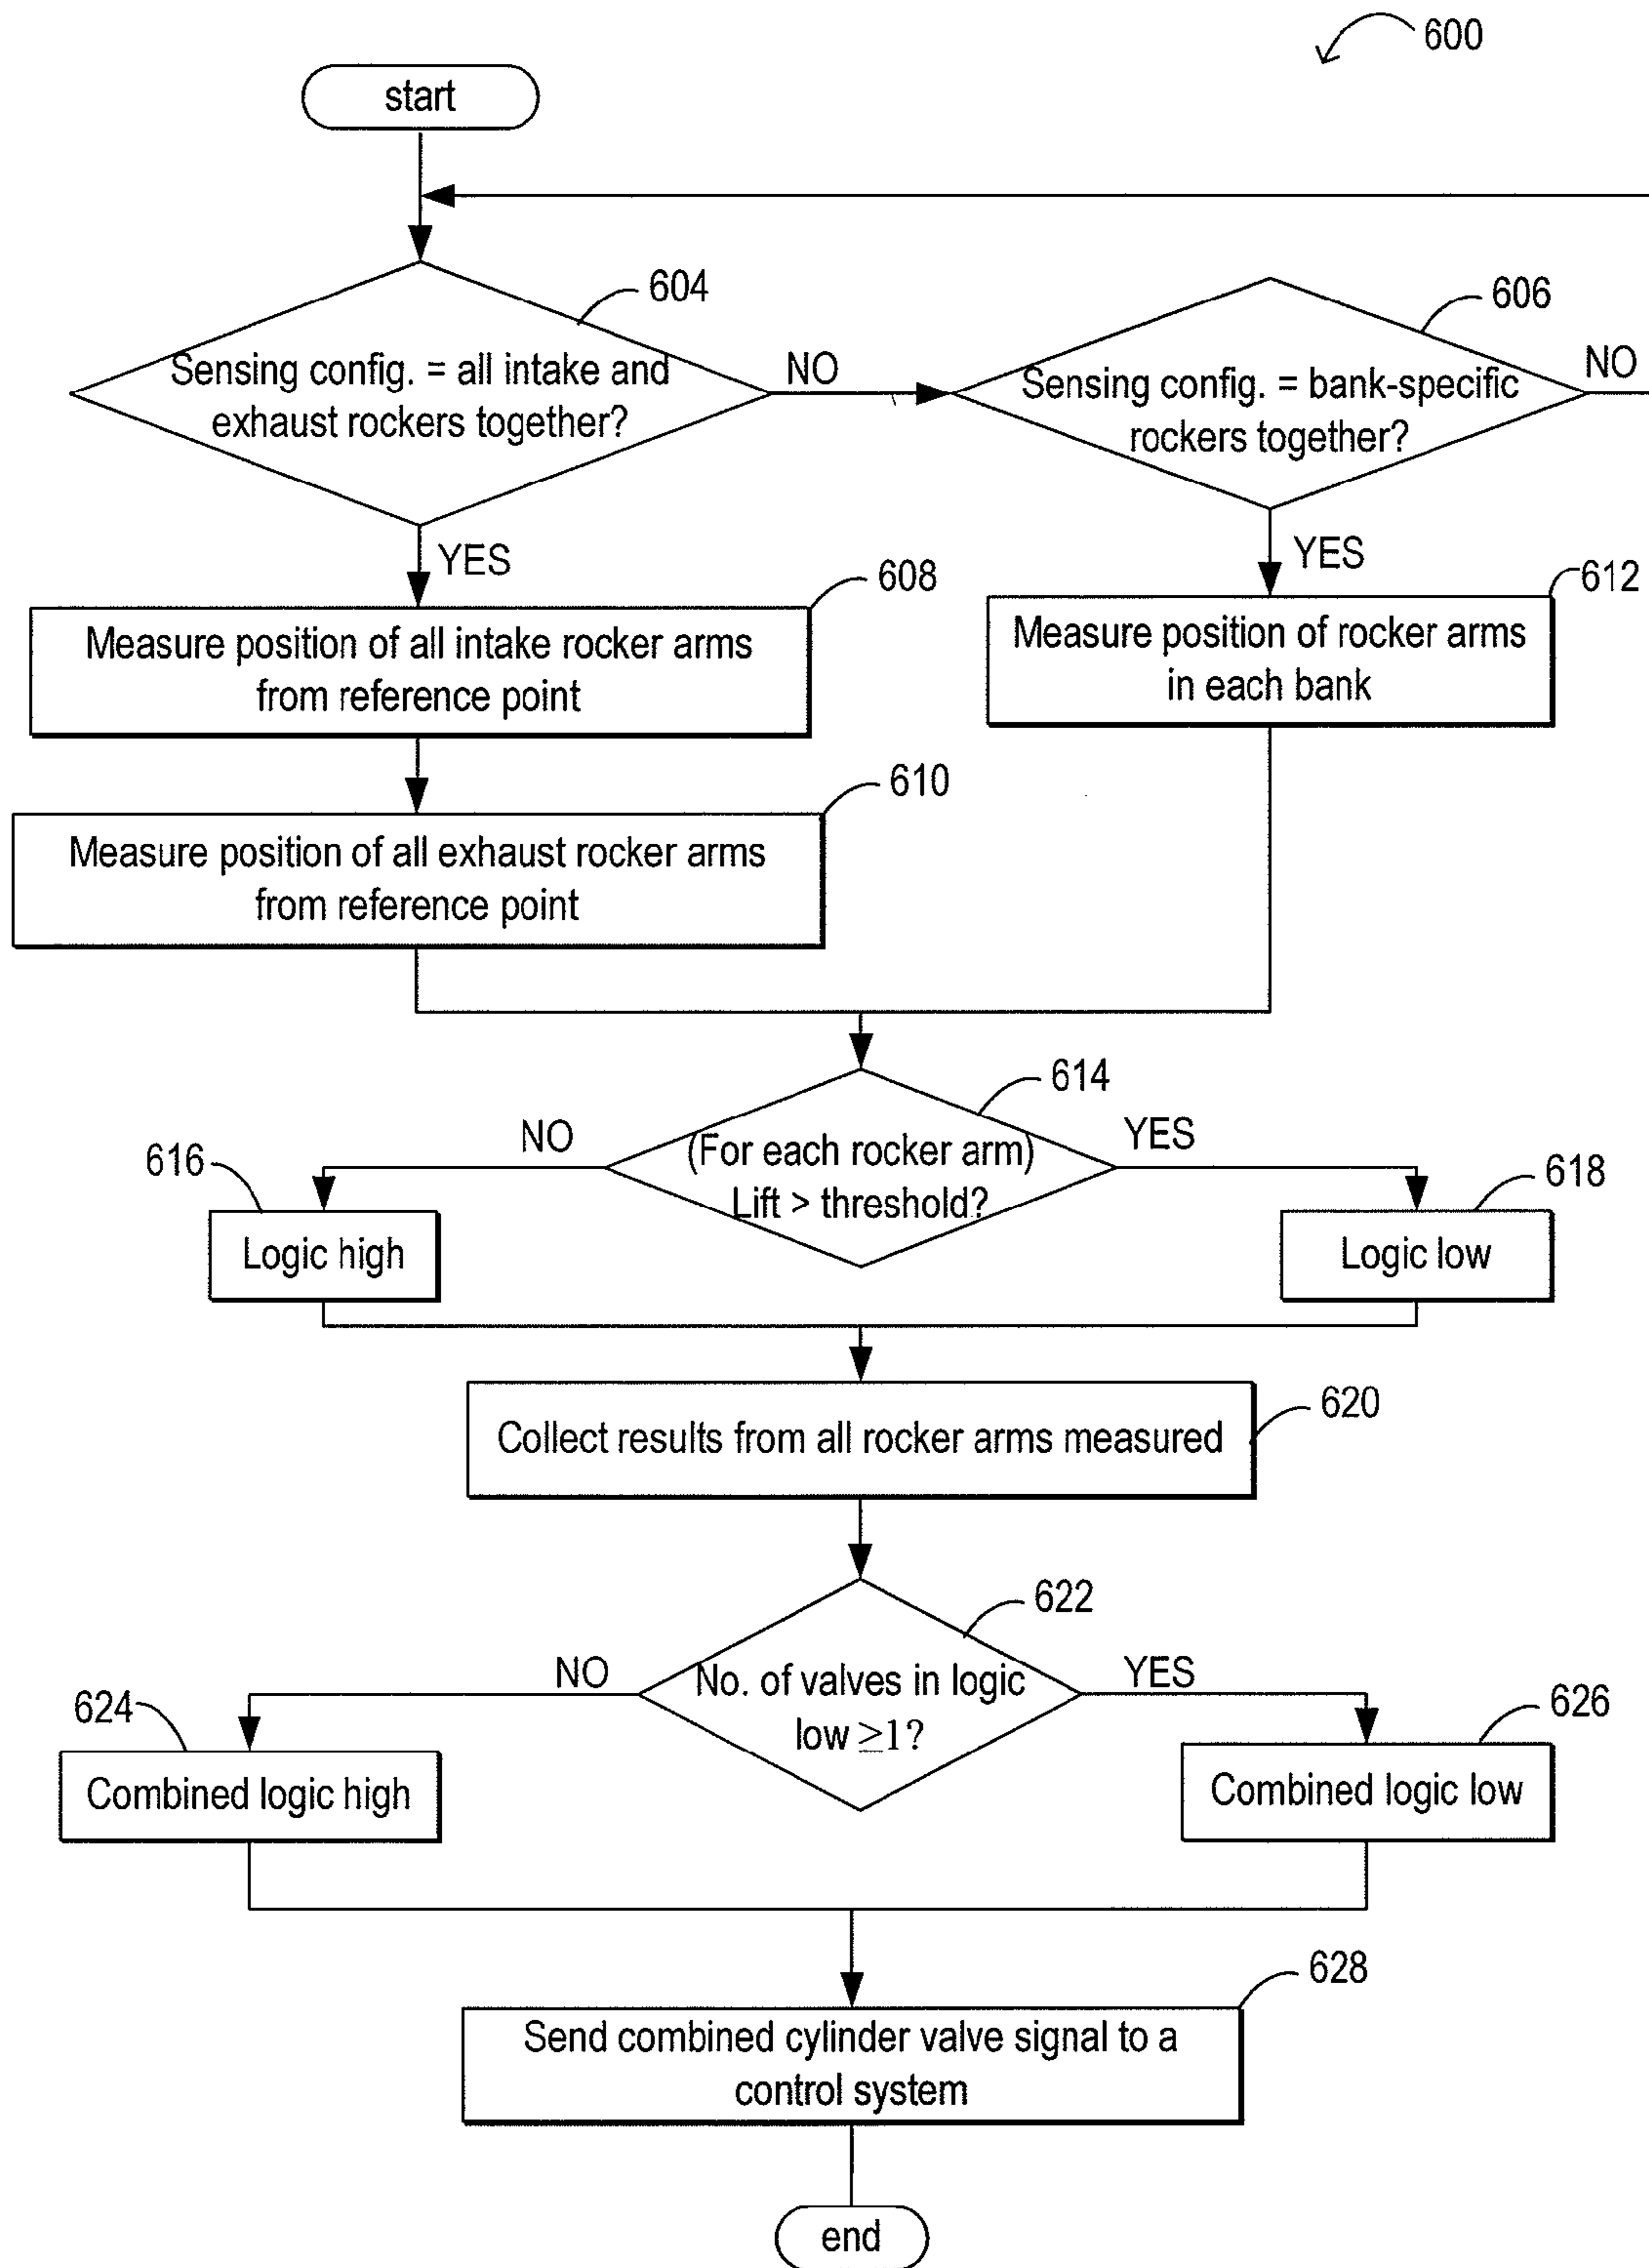 600
start
604
Sensing config. = all intake and
exhaust rockers together?
NO
606
Sensing config. = bank-specific
rockers together?
NO
YES
608
Measure position of all intake rocker arms
from reference point
YES
612
Measure position of rocker arms
in each bank
610
Measure position of all exhaust rocker arms
from reference point
614
(For each rocker arm)
Lift > threshold?
NO
YES
616
Logic high
618
Logic low
620
Collect results from all rocker arms measured
622
No. of valves in logic
low ≥1?
NO
YES
624
Combined logic high
626
Combined logic low
628
Send combined cylinder valve signal to a
control system
end